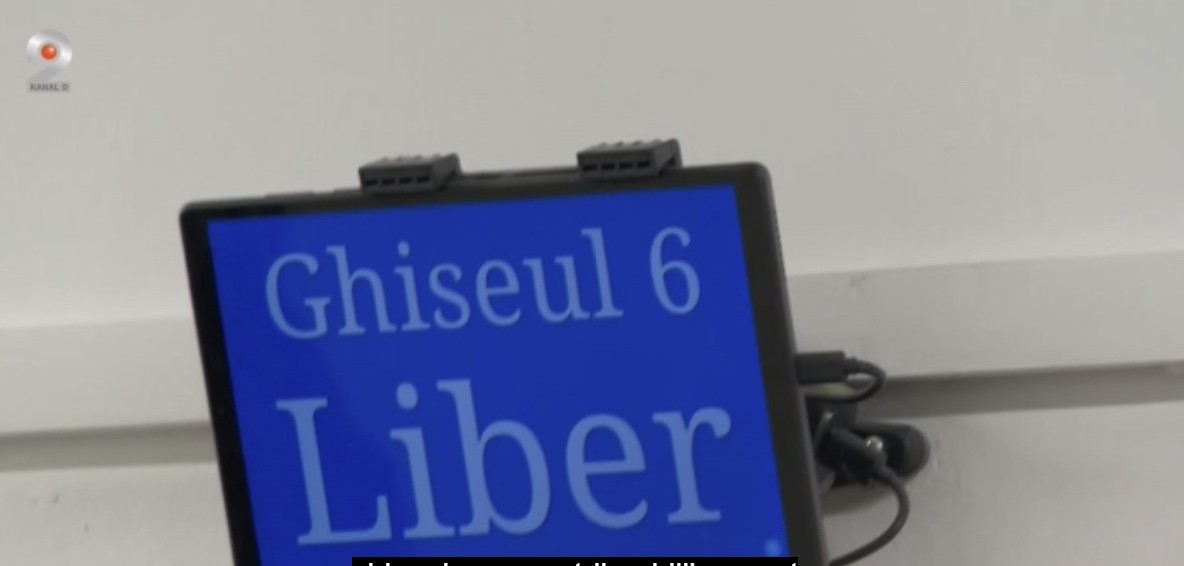 KANAL D
Ghiseul 6
Liber